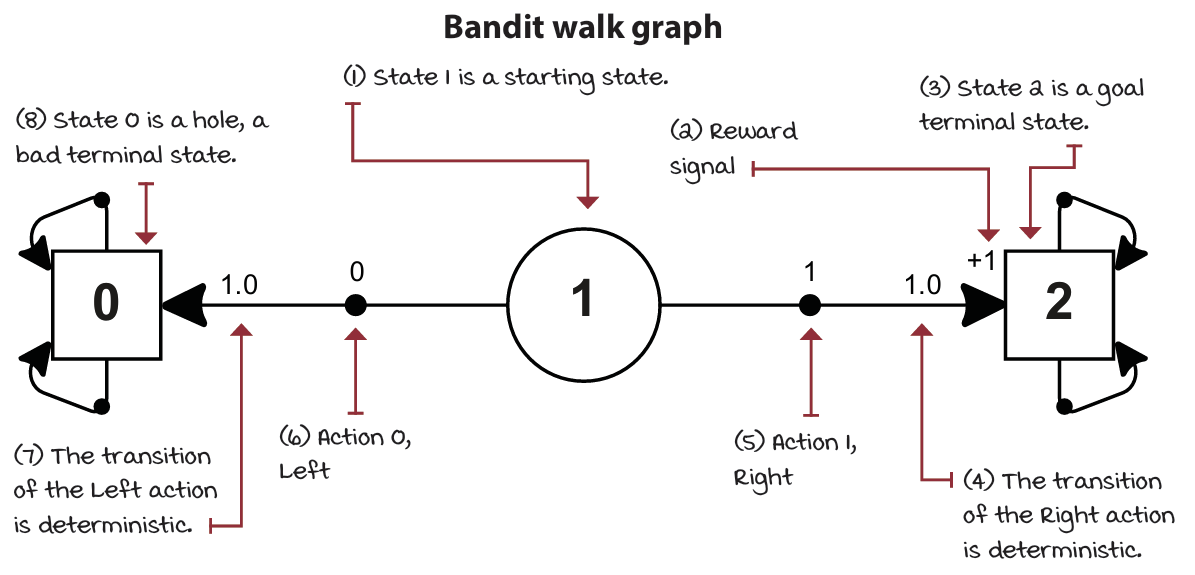 Bandit walk graph
(1) State 1 is a starting state.
(2) Reward
signal
(3) State 2 is a goal
terminal state.
(8) State 0 is a hole, a
bad terminal state.
+1
0
1.0
0
1
1
1.0
2
(6) Action 0,
Left
(5) Action 1,
Right
(7) The transition
of the Left action
is deterministic.
(4) The transition
of the Right action
is deterministic.